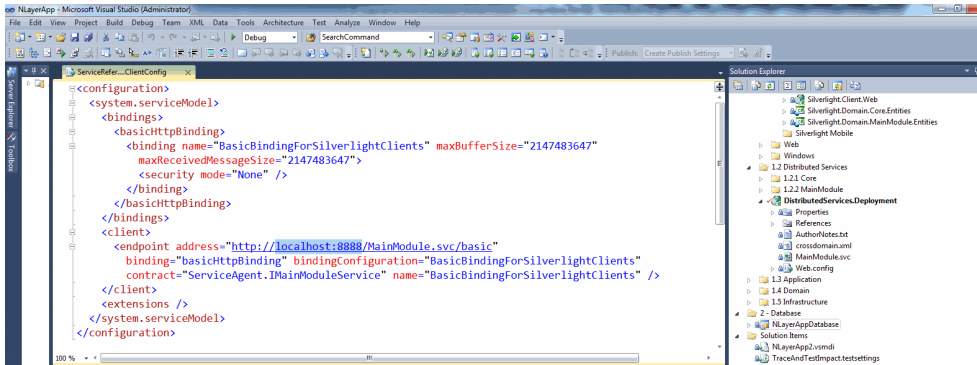 NLayerApp - Microsoft Visual Studio (Administrator)
File Edit View Project Build Debug Team XML Data Tools Architecture Test Analyze Window Help
Debug SearchCommand
Publish: Create Publish Settings
Server Explorer
Toolbox
ServiceRefer....ClientConfig
<configuration>
<system.serviceModel>
<bindings>
<basicHttpBinding>
<binding name="BasicBindingForSilverlightClients" maxBufferSize="2147483647"
maxReceivedMessageSize="2147483647">
<security mode="None" />
</binding>
</basicHttpBinding>
</bindings>
<client>
<endpoint address="http://localhost:8888/MainModule.svc/basic"
binding="basicHttpBinding" bindingConfiguration="BasicBindingForSilverlightClients"
contract="ServiceAgent.IMainModuleService" name="BasicBindingForSilverlightClients" />
</client>
<extensions />
</system.serviceModel>
</configuration>
100 %
Solution Explorer
Silverlight.Client.Web
Silverlight.Domain.Core.Entities
Silverlight.Domain.MainModule.Entities
Silverlight Mobile
Web
Windows
1.2 Distributed Services
1.2.1 Core
1.2.2 MainModule
DistributedServices.Deployment
Properties
References
AuthorNotes.txt
crossdomain.xml
MainModule.svc
Web.config
1.3 Application
1.4 Domain
1.5 Infrastructure
2 - Database
NLayerAppDatabase
Solution Items
NLayerApp2.vsmdi
TraceAndTestImpact.testsettings